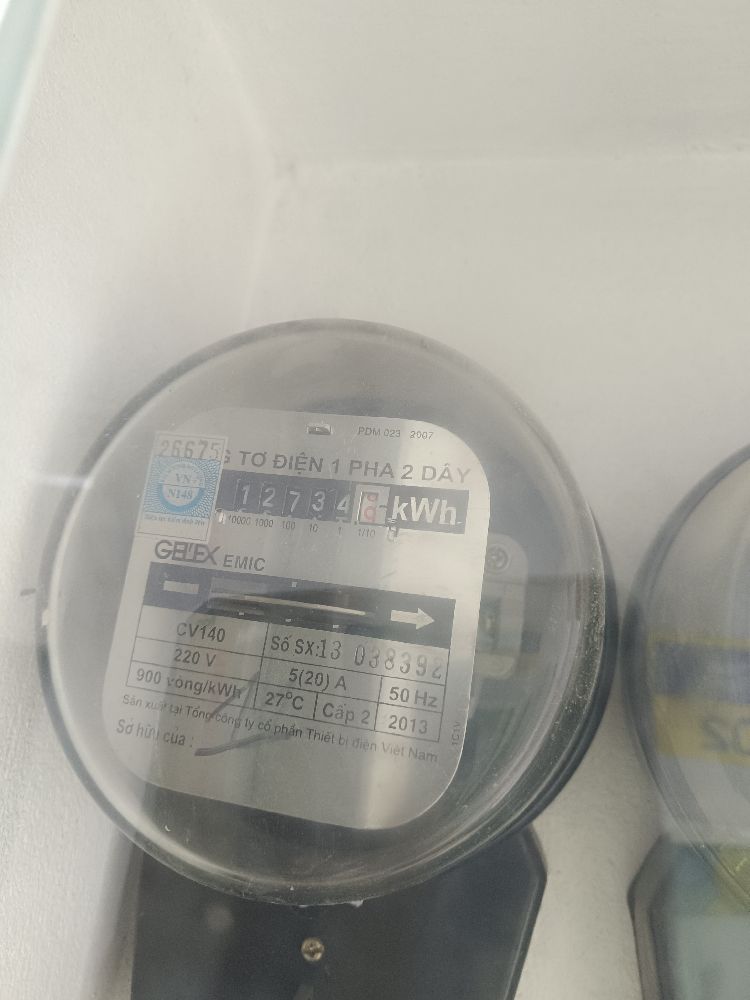 PDM 023 2007
26675
TƠ ĐIỆN 1 PHA 2 DÂY
VN
N148
1 2 7 3 4 kWh
10000 1000 100 10 1 1/10
GELEX EMIC
CV140
Số SX: 13 038392
220 V
5(20) A
50 Hz
900 vòng/kWh
27°C
Cấp 2
2013
Sản xuất tại Tổng công ty cổ phần Thiết bị điện Việt Nam
Sở hữu của :